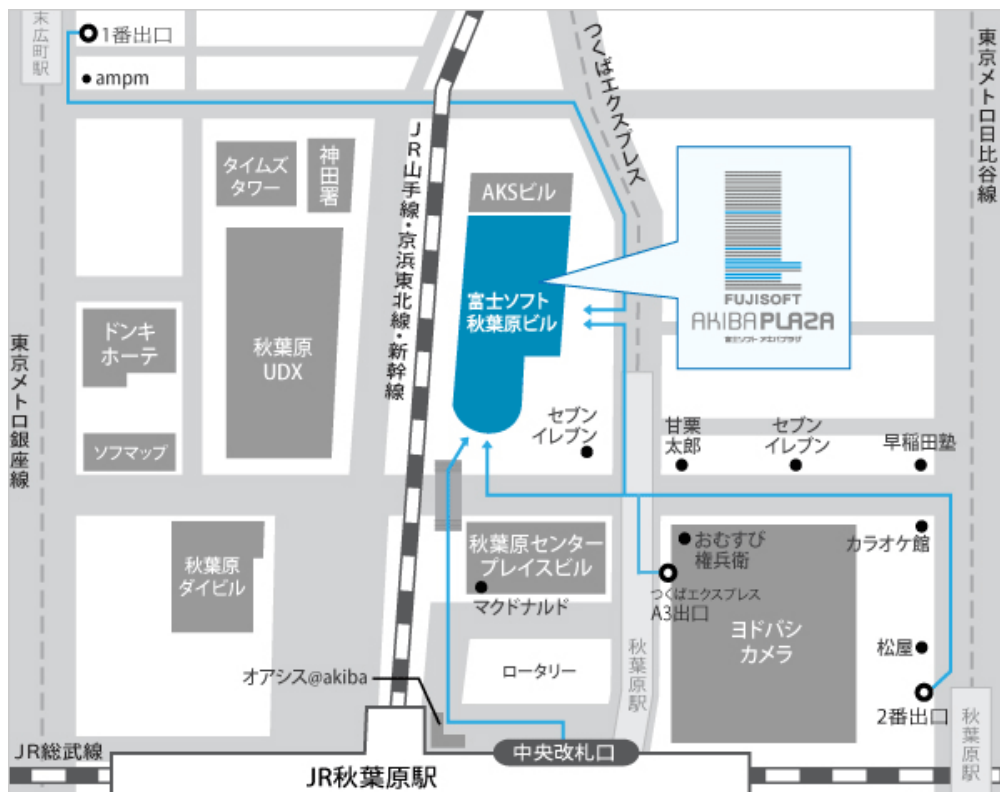 末広町駅
1番出口
ampm
つくばエクスプレス
東京メトロ日比谷線
JR山手線・京浜東北線・新幹線
タイムズ
タワー
神田署
AKSビル
富士ソフト
秋葉原ビル
FUJISOFT
AKIBA PLAZA
富士ソフト アキバプラザ
ドンキ
ホーテ
秋葉原
UDX
東京メトロ銀座線
ソフマップ
セブン
イレブン
甘栗
太郎
セブン
イレブン
早稲田塾
秋葉原
ダイビル
秋葉原センター
プレイスビル
マクドナルド
おむすび
権兵衛
カラオケ館
つくばエクスプレス
A3出口
ヨドバシ
カメラ
松屋
ロータリー
秋葉原駅
オアシス@akiba
2番出口
秋葉原駅
JR総武線
中央改札口
JR秋葉原駅